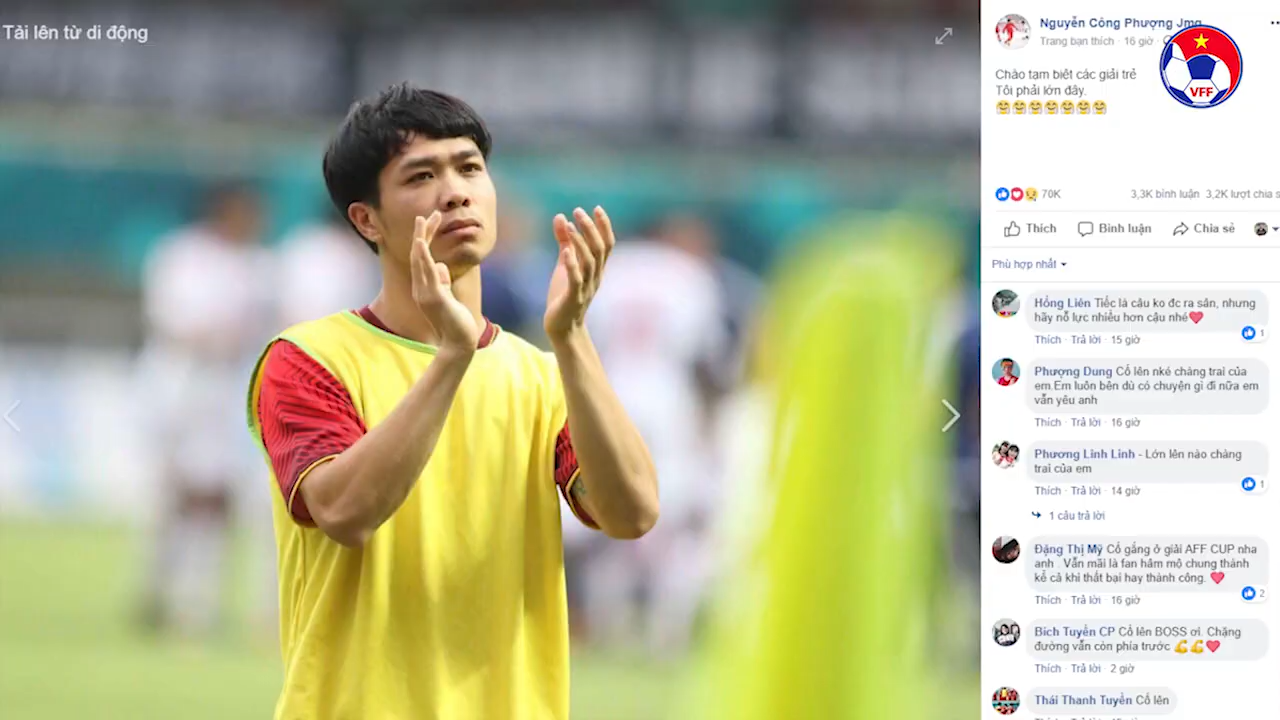 Tải lên từ di động
Nguyễn Công Phượng Jmg
Trang bạn thích · 16 giờ ·
VFF
Chào tạm biệt các giải trẻ
Tôi phải lớn đây.
70K
3,3K bình luận 3,2K lượt chia s
Thích Bình luận Chia sẻ
Phù hợp nhất
Hồng Liên Tiếc là câu ko đc ra sân, nhưng
hãy nỗ lực nhiều hơn cậu nhé
1
Thích · Trả lời · 15 giờ
Phượng Dung Cố lên nké chàng trai của
em.Em luôn bên dù có chuyện gì đi nữa em
vẫn yêu anh
Thích · Trả lời · 16 giờ
Phương Linh Linh - Lớn lên nào chàng
trai của em
1
Thích · Trả lời · 14 giờ
1 câu trả lời
Đặng Thị Mỹ Cố gắng ở giải AFF CUP nha
anh . Vẫn mãi là fan hâm mộ chung thành
kể cả khi thất bại hay thành công.
2
Thích · Trả lời · 16 giờ
Bích Tuyền CP Cố lên BOSS ơi. Chặng
đường vẫn còn phía trước
Thích · Trả lời · 2 giờ
Thái Thanh Tuyền Cố lên